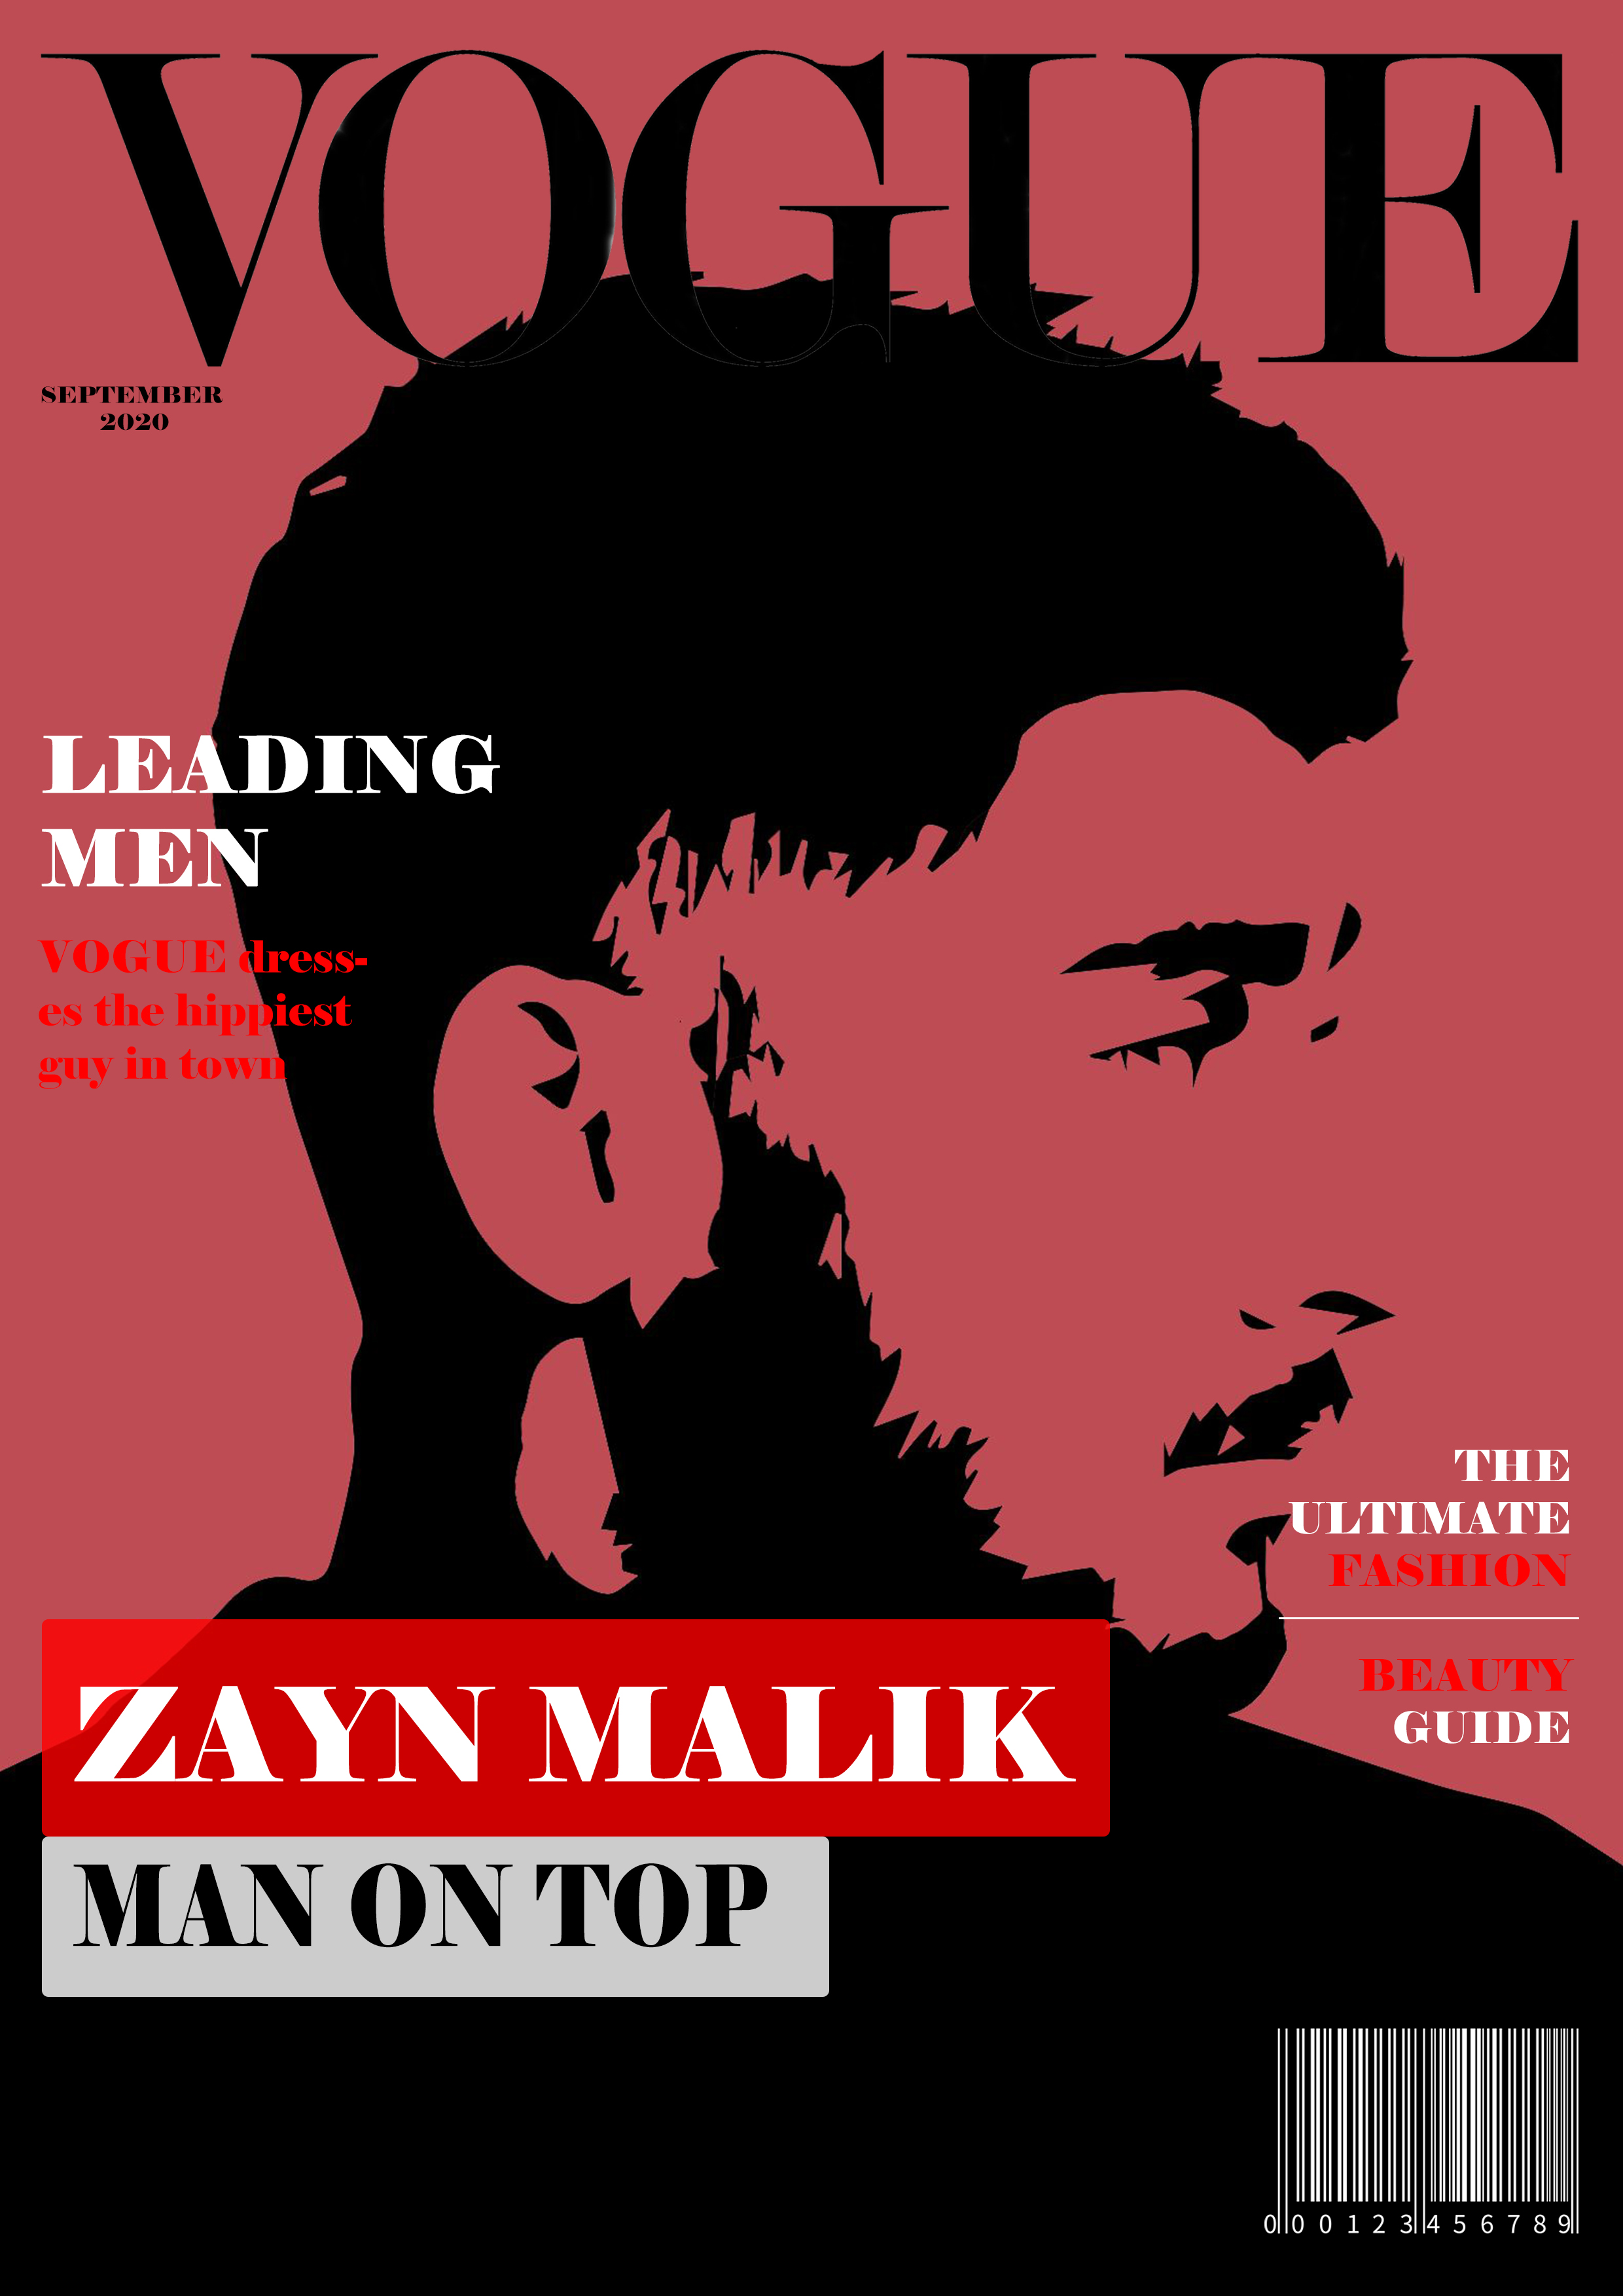 VOGUE
SEPTEMBER
2020
LEADING
MEN
VOGUE dress-
es the hippiest
guy in town
THE
ULTIMATE
FASHION
BEAUTY
GUIDE
ZAYN MALIK
MAN ON TOP
0 0 0 1 2 3 4 5 6 7 8 9